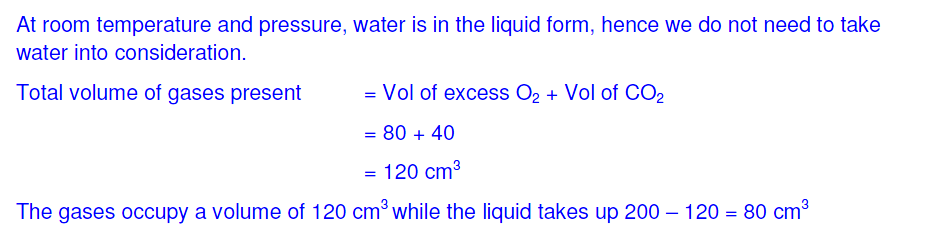 At room temperature and pressure, water is in the liquid form, hence we do not need to take
water into consideration.
Total volume of gases present = Vol of excess O₂ + Vol of CO₂
= 80 + 40
= 120 cm³
The gases occupy a volume of 120 cm³ while the liquid takes up 200 – 120 = 80 cm³